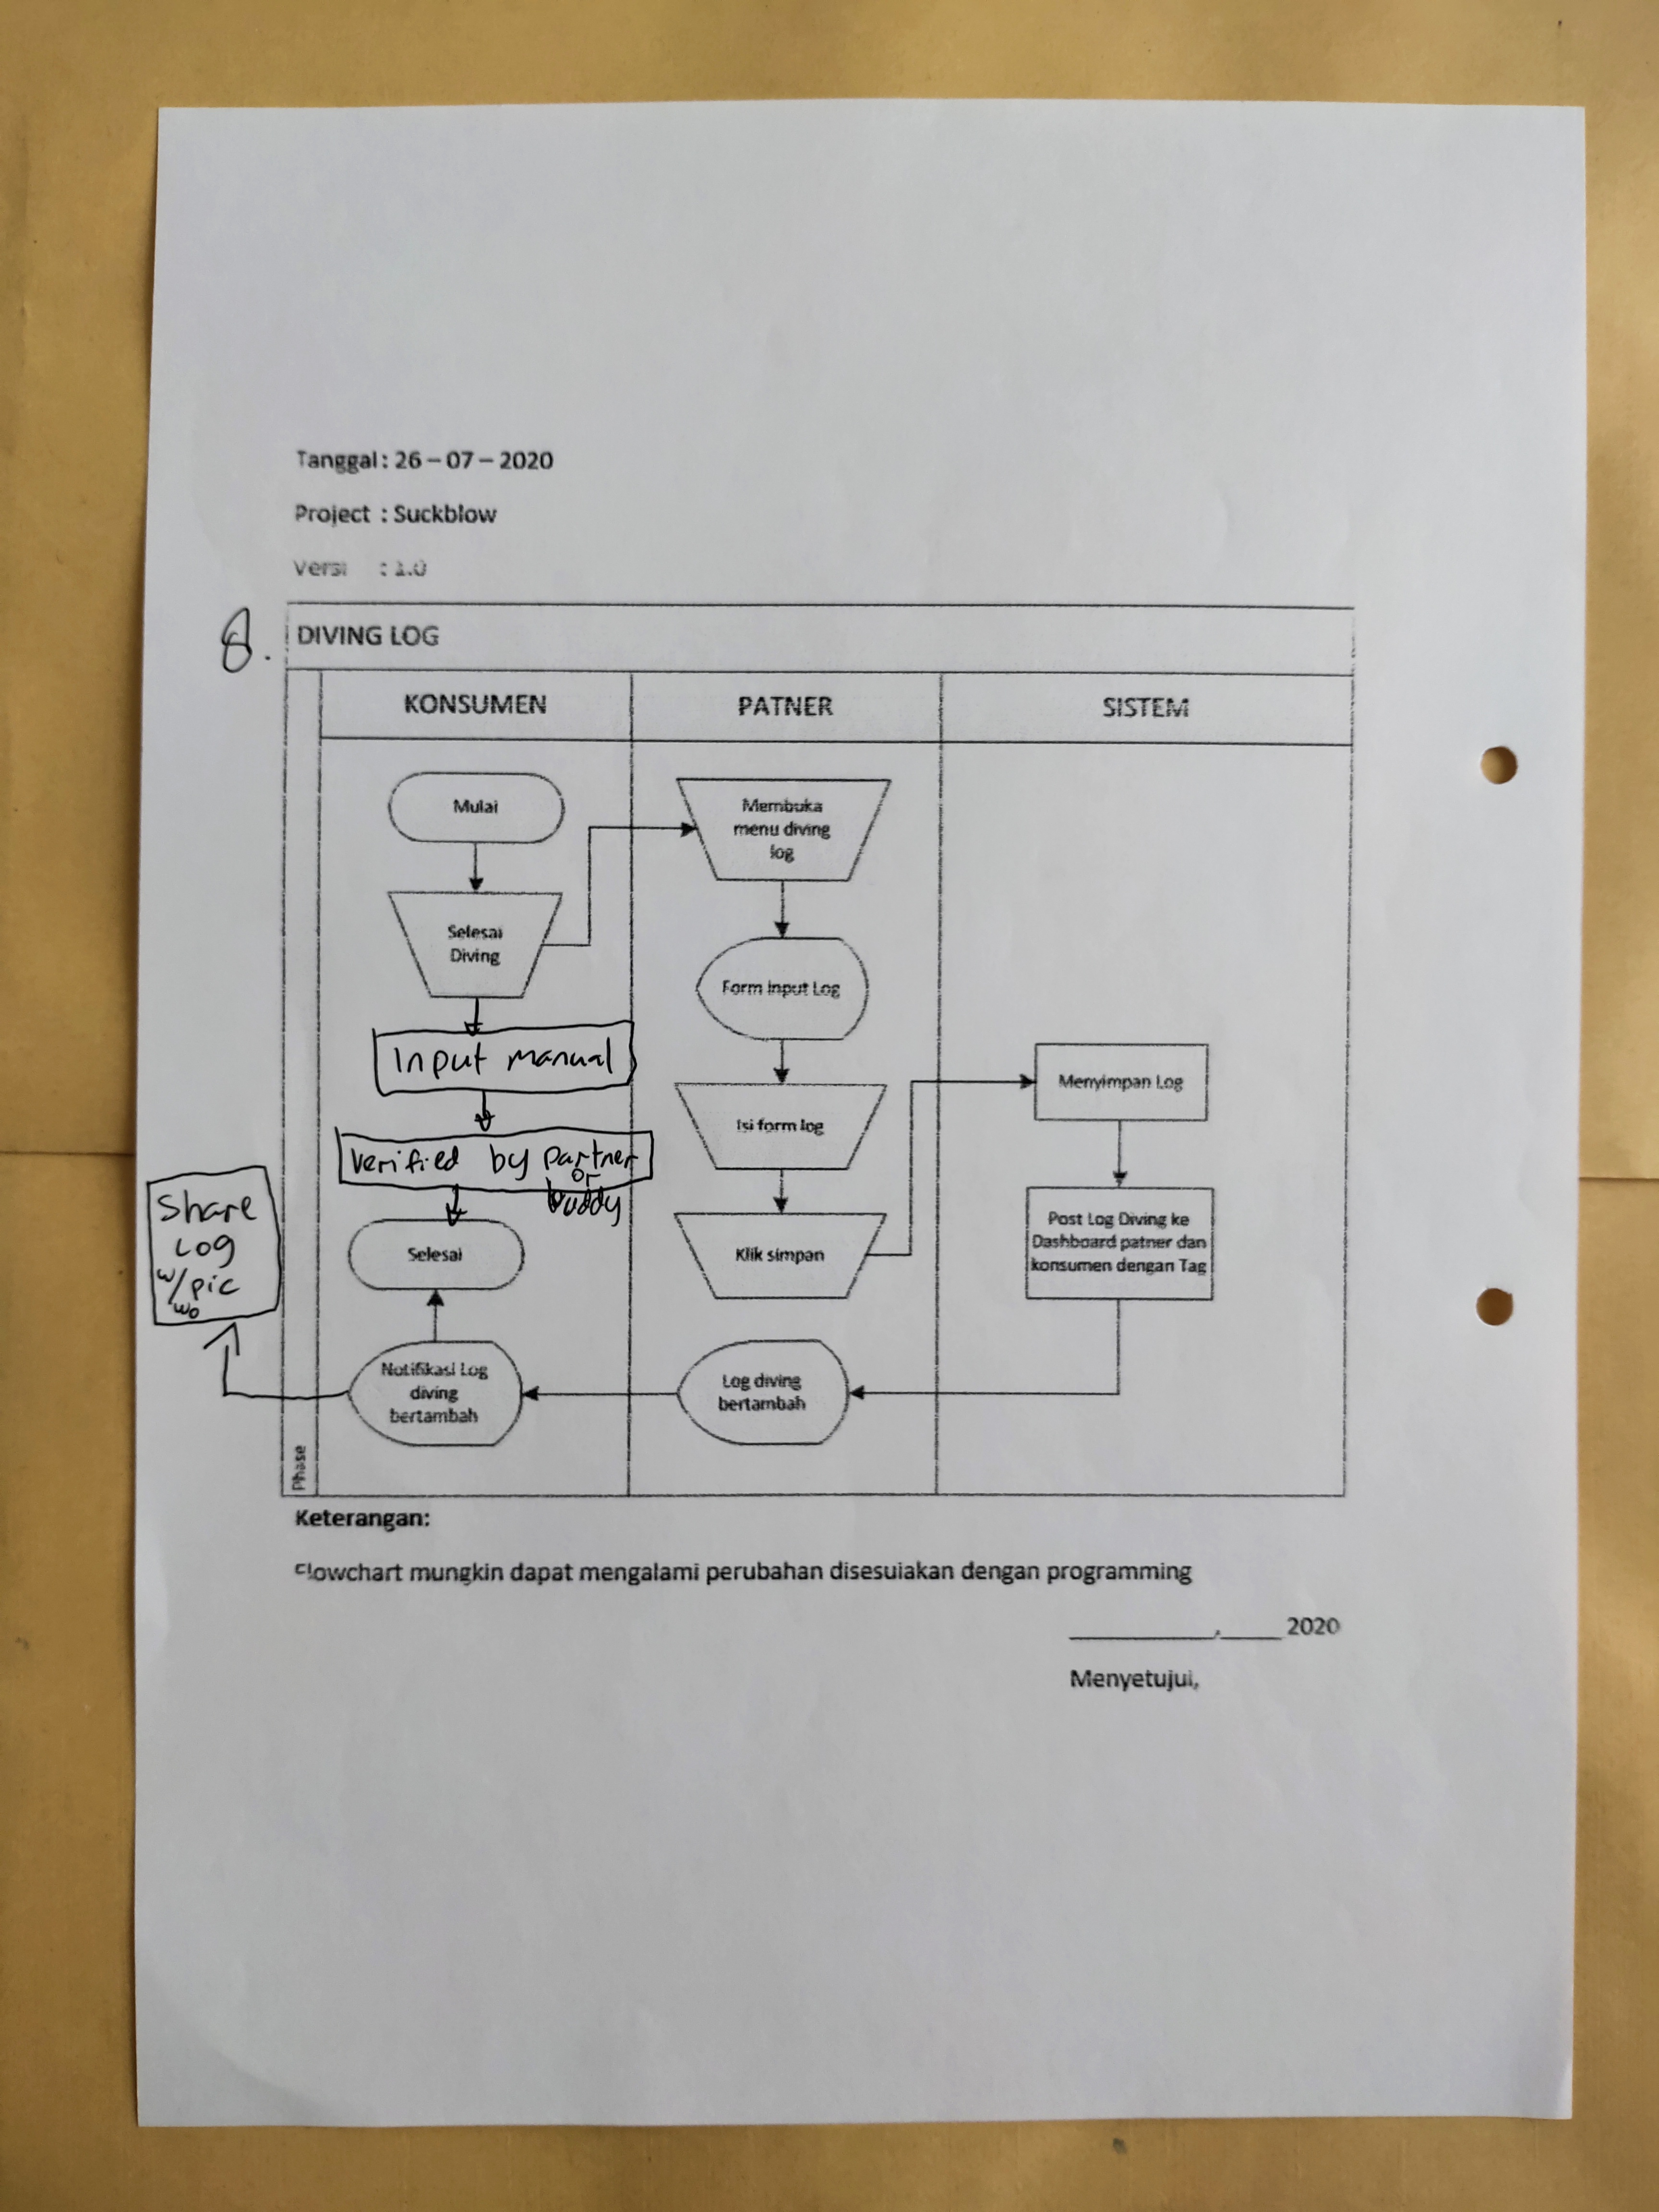 Tanggal : 26 – 07 – 2020
Project : Suckblow
Versi : 1.0
8.
DIVING LOG
KONSUMEN
PATNER
SISTEM
Mulai
Membuka
menu diving
log
Selesai
Diving
Form Input Log
Input manual
Menyimpan Log
Isi form log
Verified by partner
or
buddy
Share
Log
w/pic
wo
Selesai
Klik simpan
Post Log Diving ke
Dashboard patner dan
konsumen dengan Tag
Notifikasi Log
diving
bertambah
Log diving
bertambah
Phase
Keterangan:
Flowchart mungkin dapat mengalami perubahan disesuiakan dengan programming
____________,_____ 2020
Menyetujui,